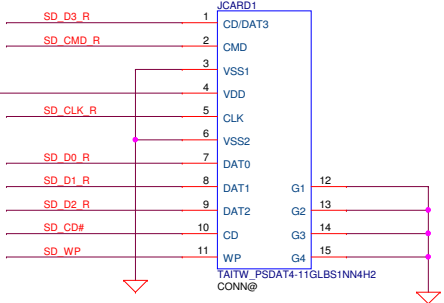 JCARD1
SD_D3_R 1 CD/DAT3
SD_CMD_R 2 CMD
3 VSS1
4 VDD
SD_CLK_R 5 CLK
6 VSS2
SD_D0_R 7 DAT0
SD_D1_R 8 DAT1 G1 12
SD_D2_R 9 DAT2 G2 13
SD_CD# 10 CD G3 14
SD_WP 11 WP G4 15
TAITW_PSDAT4-11GLBS1NN4H2
CONN@